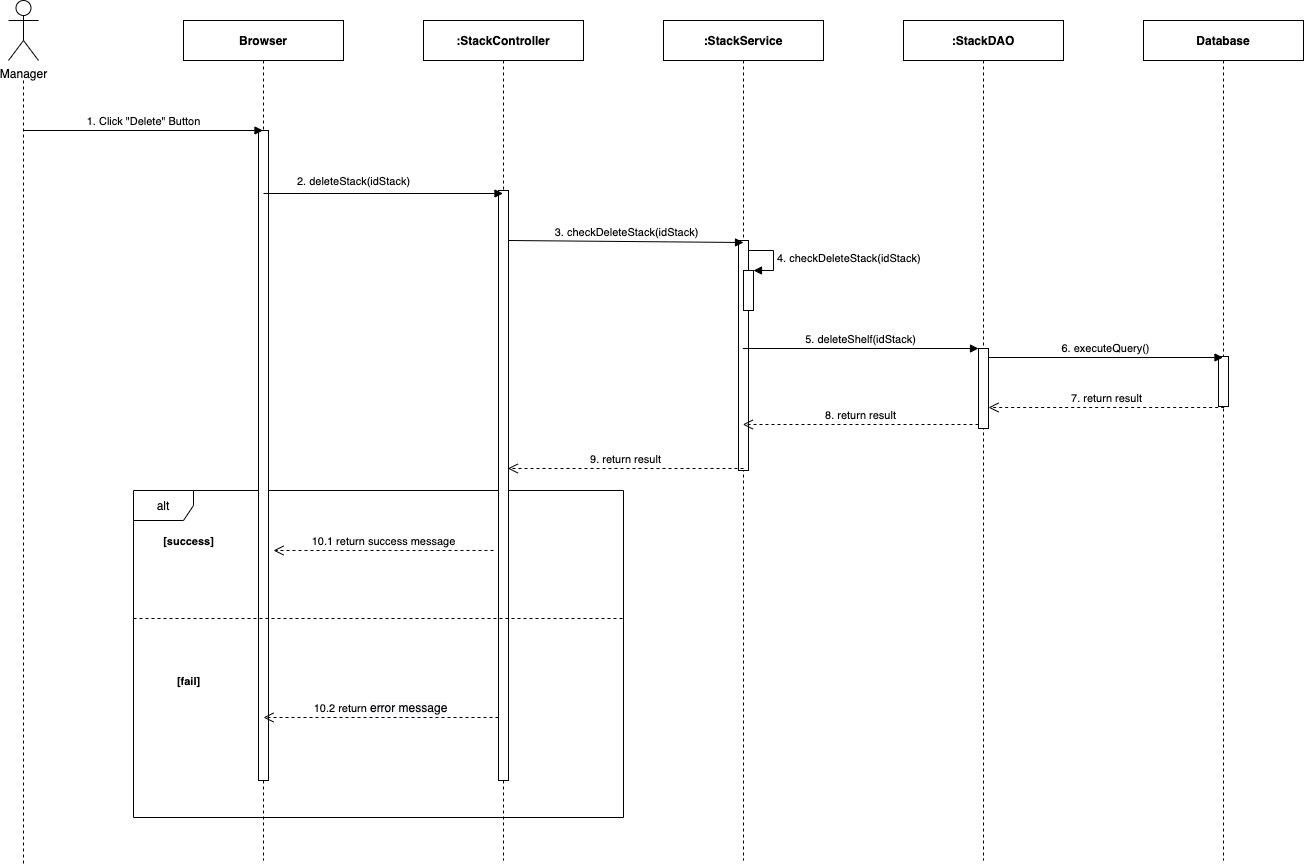 Manager
Browser
:StackController
:StackService
:StackDAO
Database
1. Click "Delete" Button
2. deleteStack(idStack)
3. checkDeleteStack(idStack)
4. checkDeleteStack(idStack)
5. deleteShelf(idStack)
6. executeQuery()
7. return result
8. return result
9. return result
alt
[success]
10.1 return success message
[fail]
10.2 return error message